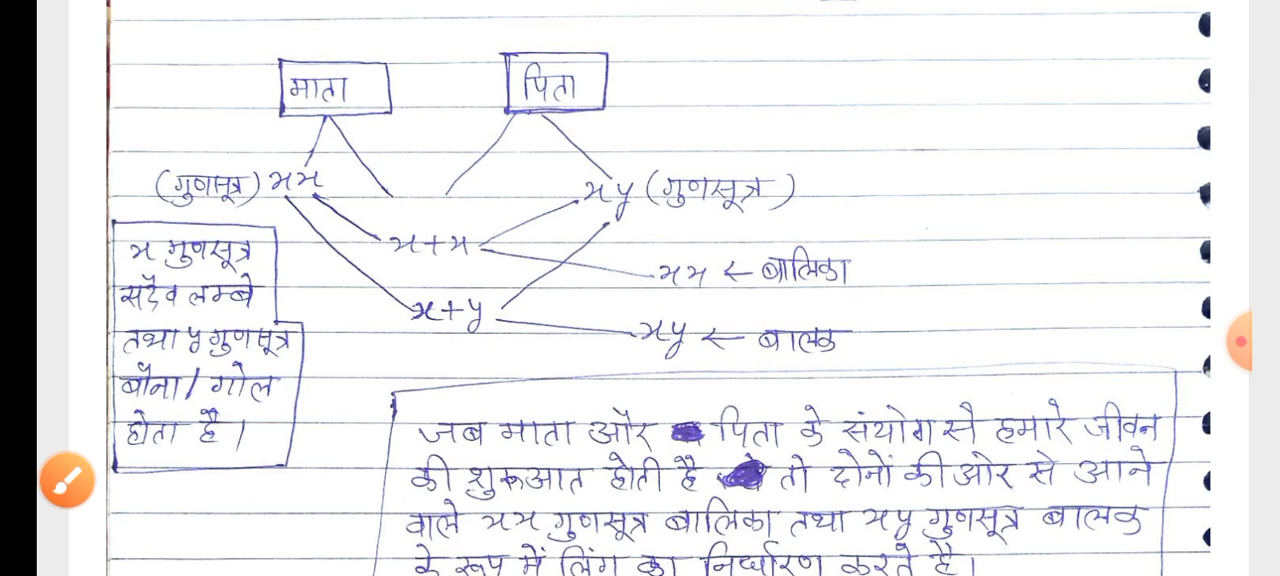 माता
पिता
(गुणसूत्र) xx
xy (गुणसूत्र)
x+x
xx ← बालिका
x+y
xy ← बालक
x गुणसूत्र
सदैव लम्बे
तथा y गुणसूत्र
बौना/गोल
होता है।
जब माता और पिता के संयोग से हमारे जीवन
की शुरूआत होती है तो दोनों की ओर से आने
वाले xx गुणसूत्र बालिका तथा xy गुणसूत्र बालक
के रूप में लिंग का निर्धारण करते है।